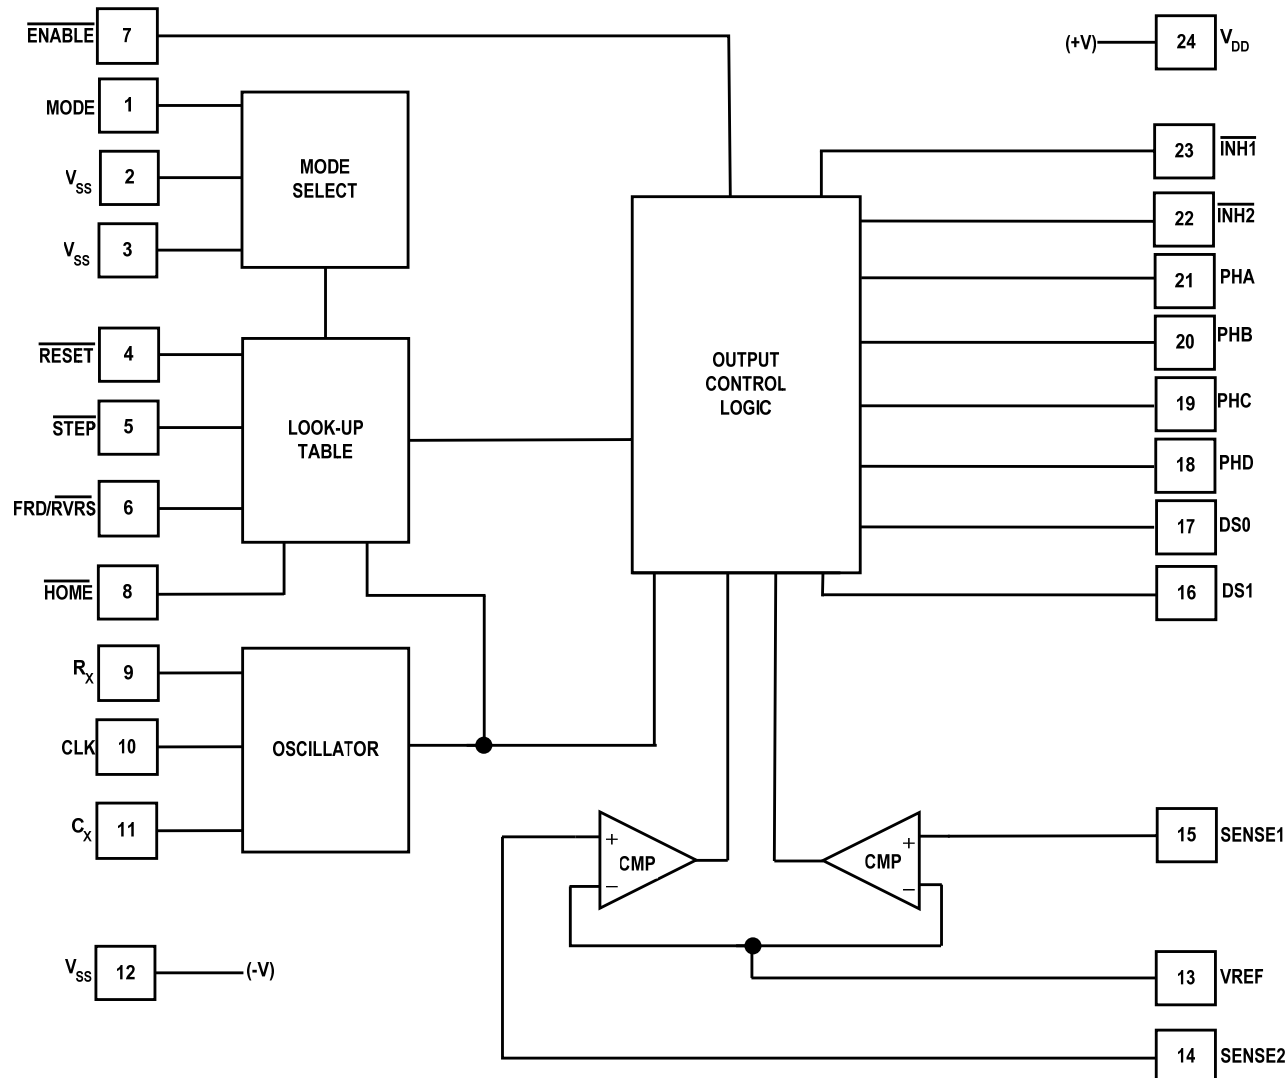 ENABLE 7
MODE 1
VSS 2
VSS 3
MODE
SELECT
RESET 4
STEP 5
FRD/RVRS 6
HOME 8
LOOK-UP
TABLE
RX 9
CLK 10
CX 11
OSCILLATOR
VSS 12 (-V)
OUTPUT
CONTROL
LOGIC
+
CMP
−
+
CMP
−
(+V) 24 VDD
23 INH1
22 INH2
21 PHA
20 PHB
19 PHC
18 PHD
17 DS0
16 DS1
15 SENSE1
13 VREF
14 SENSE2